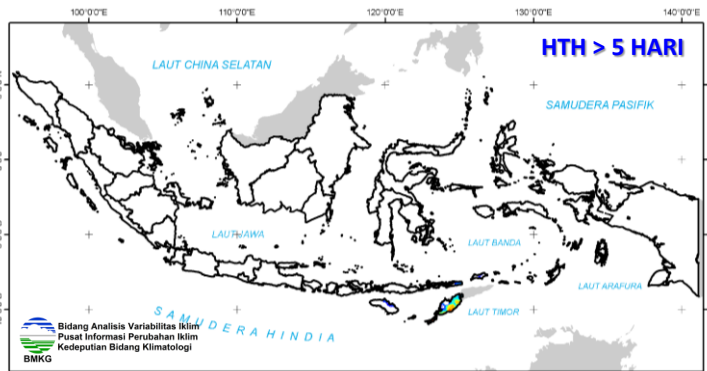 100°0'0"E 110°0'0"E 120°0'0"E 130°0'0"E 140°0'0"E
HTH > 5 HARI
LAUT CHINA SELATAN
SAMUDERA PASIFIK
LAUT JAWA
LAUT BANDA
LAUT ARAFURA
LAUT TIMOR
SAMUDERA HINDIA
Bidang Analisis Variabilitas Iklim
Pusat Informasi Perubahan Iklim
Kedeputian Bidang Klimatologi
BMKG